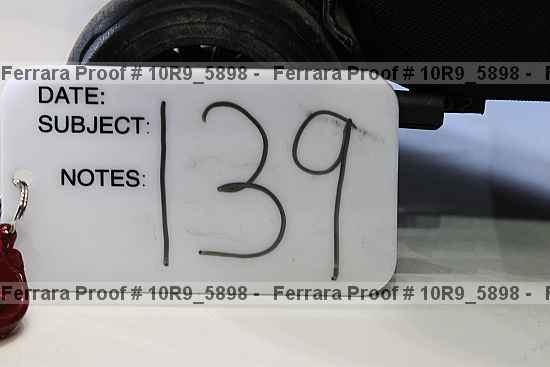 Ferrara Proof # 10R9_5898 - Ferrara Proof # 10R9_5898 - F
DATE:
SUBJECT:
NOTES:
139
Ferrara Proof # 10R9_5898 - Ferrara Proof # 10R9_5898 - F